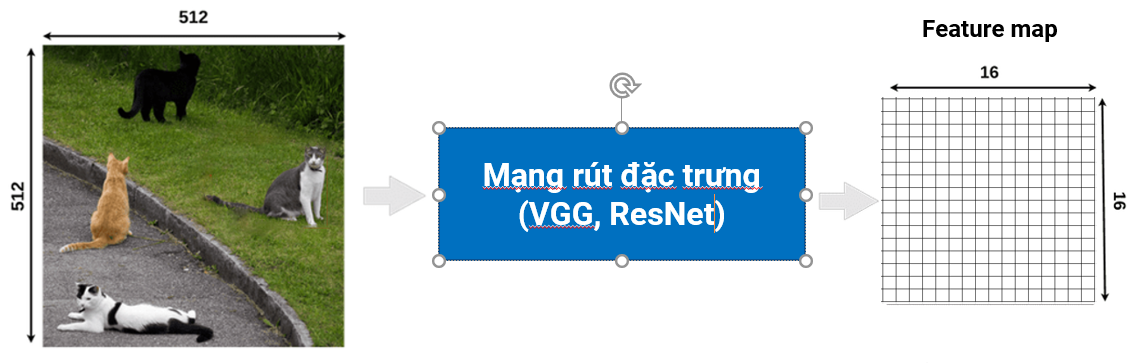 512
512
Mạng rút đặc trưng
(VGG, ResNet)
Feature map
16
16